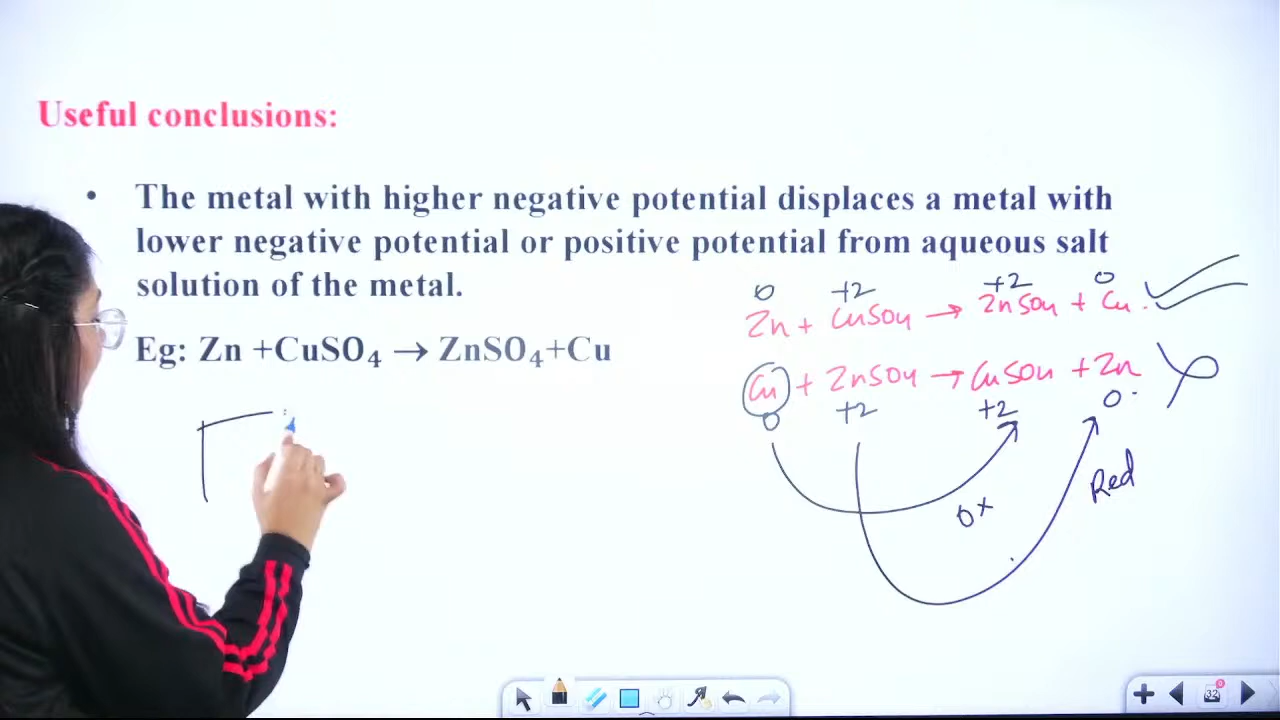 Useful conclusions:
• The metal with higher negative potential displaces a metal with
lower negative potential or positive potential from aqueous salt
solution of the metal.
Eg: Zn +CuSO₄ → ZnSO₄+Cu
0 +2 +2 0
Zn + CuSO4 → ZnSO4 + Cu.
Cu + ZnSO4 → CuSO4 + Zn
0 +2 +2 0
Ox
Red
32
0